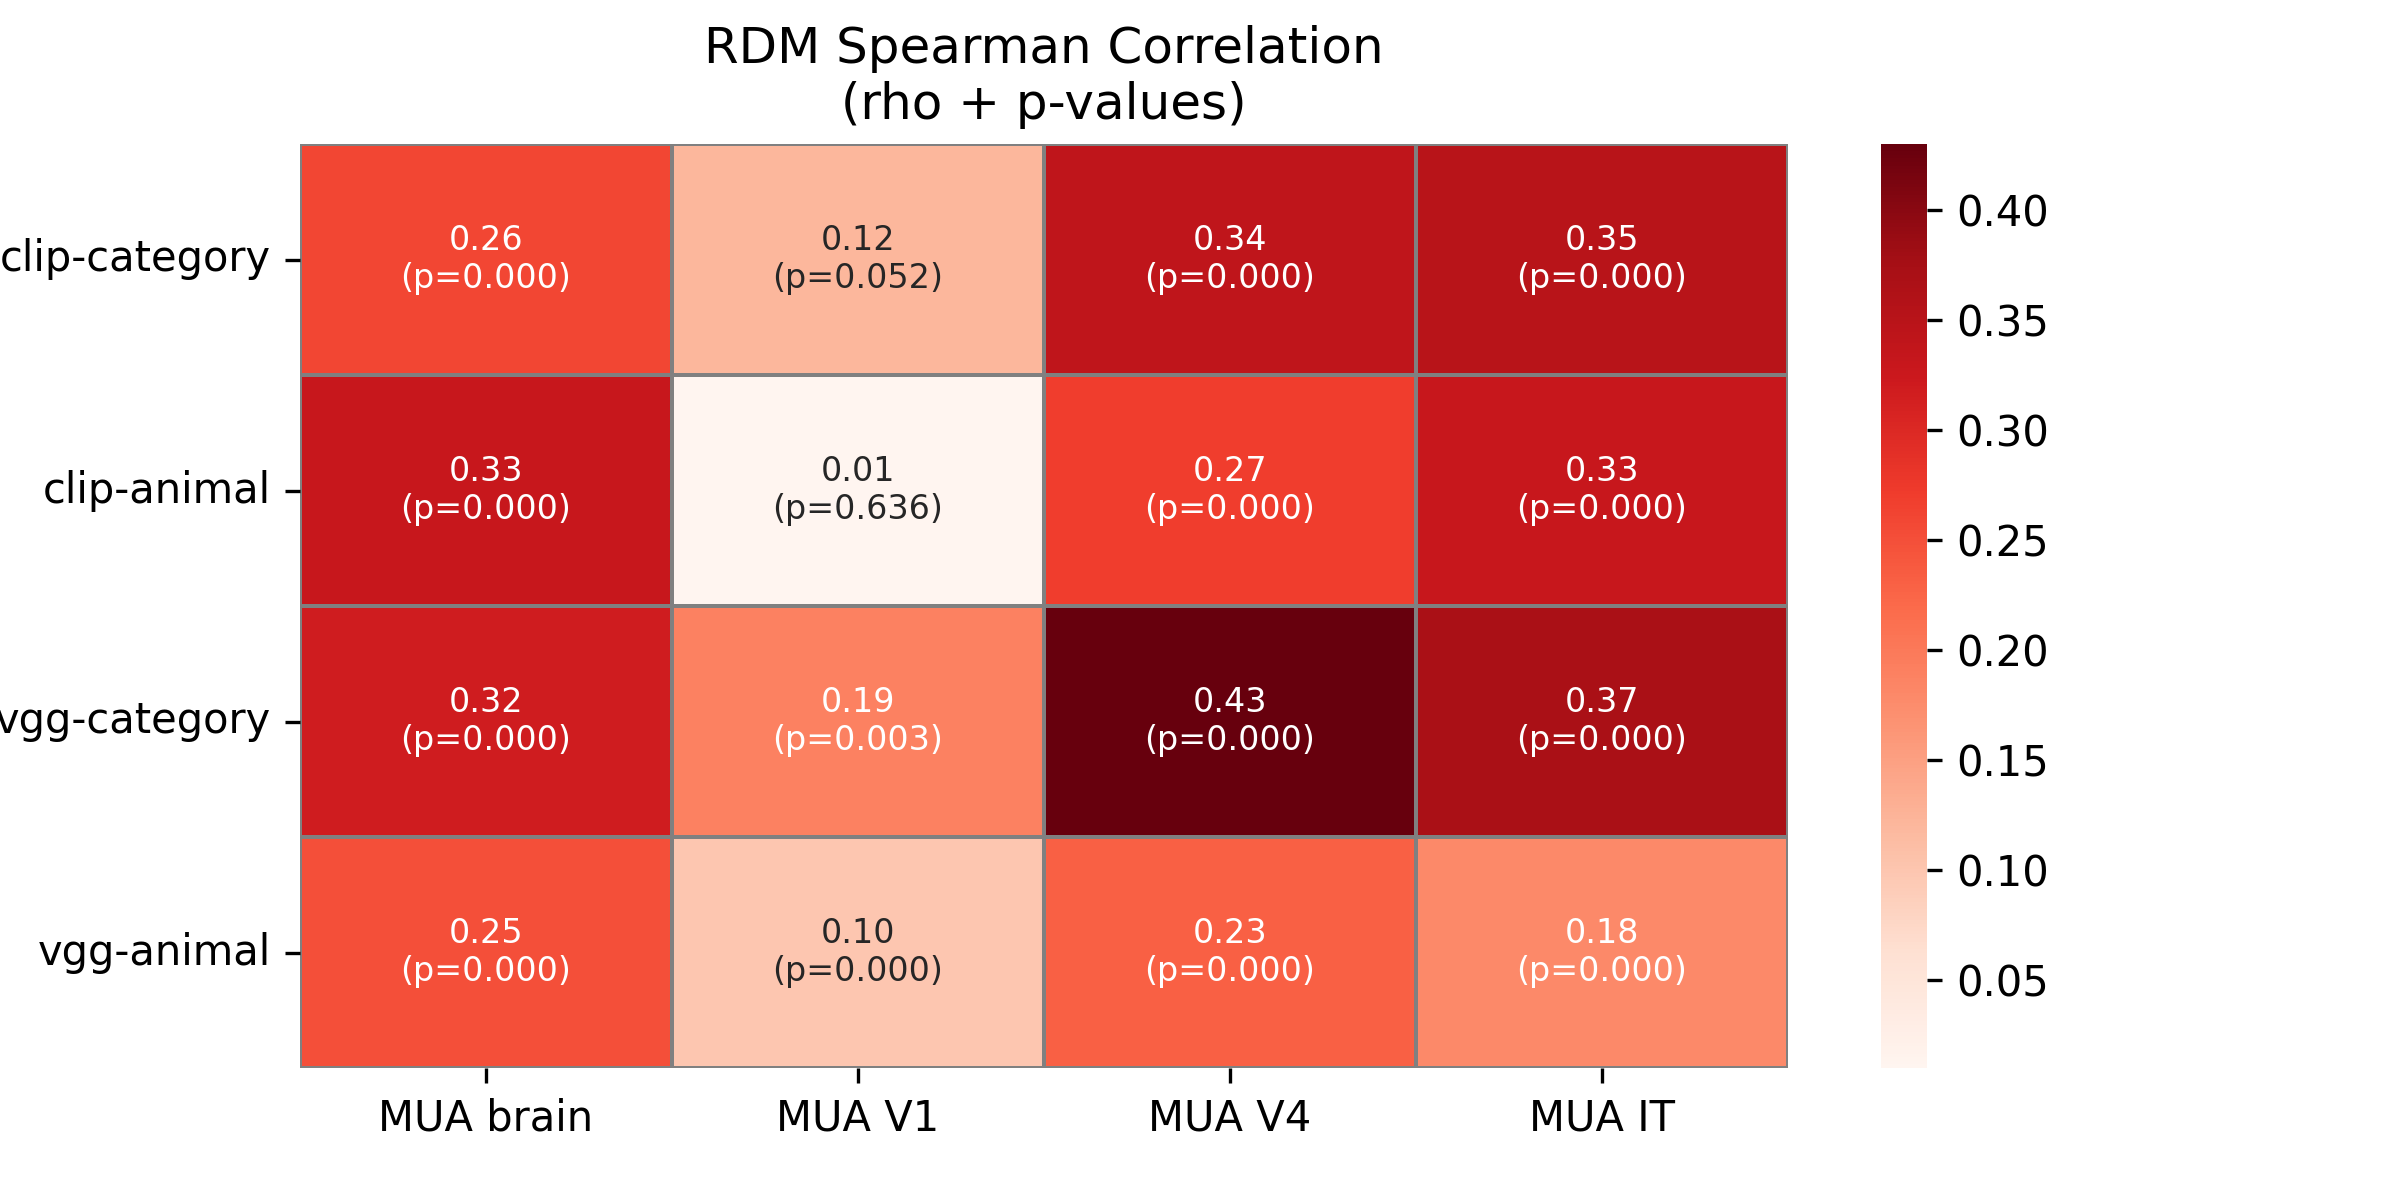 RDM Spearman Correlation
(rho + p-values)
clip-category
0.26
(p=0.000)
0.12
(p=0.052)
0.34
(p=0.000)
0.35
(p=0.000)
clip-animal
0.33
(p=0.000)
0.01
(p=0.636)
0.27
(p=0.000)
0.33
(p=0.000)
vgg-category
0.32
(p=0.000)
0.19
(p=0.003)
0.43
(p=0.000)
0.37
(p=0.000)
vgg-animal
0.25
(p=0.000)
0.10
(p=0.000)
0.23
(p=0.000)
0.18
(p=0.000)
MUA brain
MUA V1
MUA V4
MUA IT
0.40
0.35
0.30
0.25
0.20
0.15
0.10
0.05